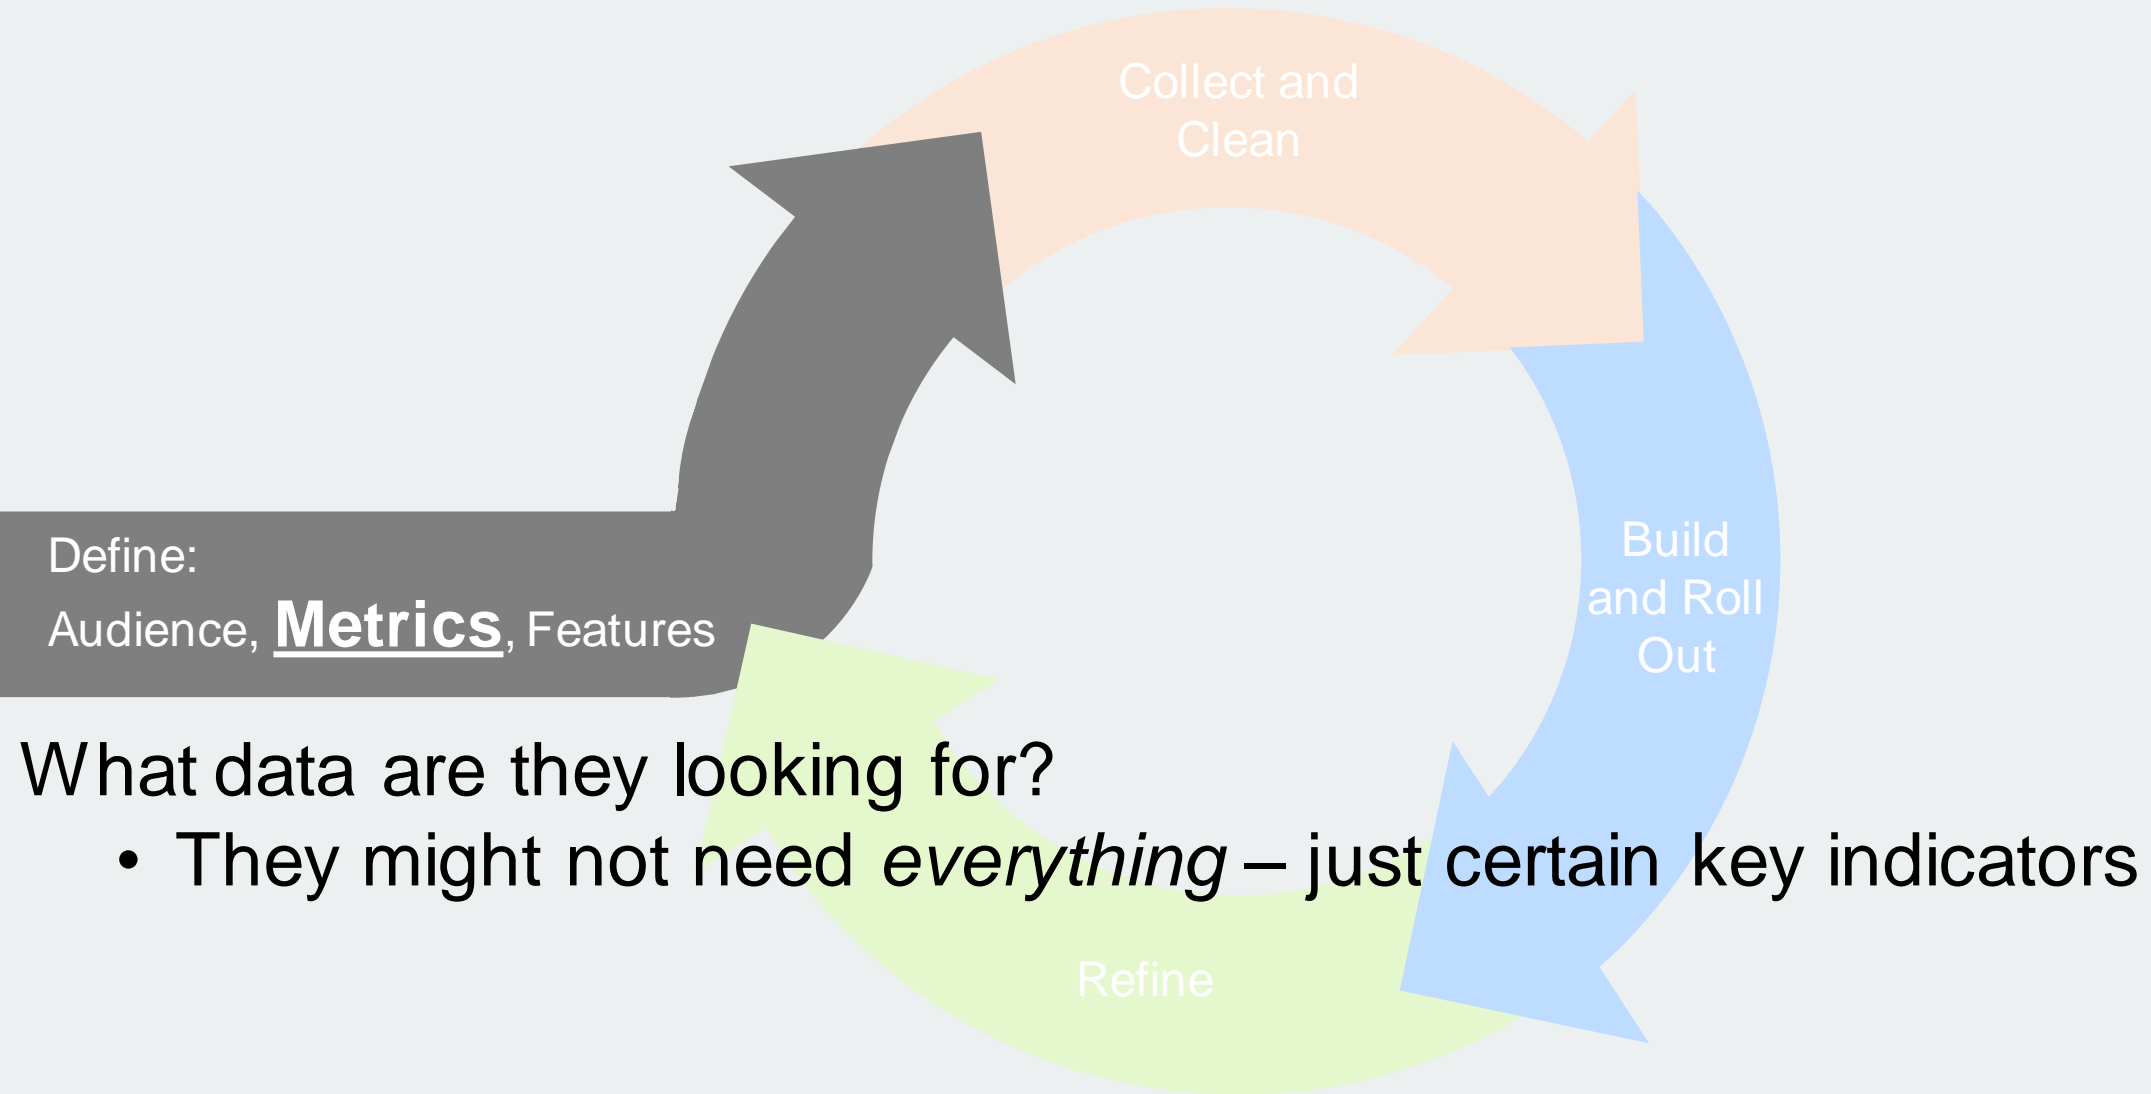 Collect and
Clean
Define:
Audience, Metrics, Features
Build
and Roll
Out
What data are they looking for?
• They might not need everything – just certain key indicators
Refine